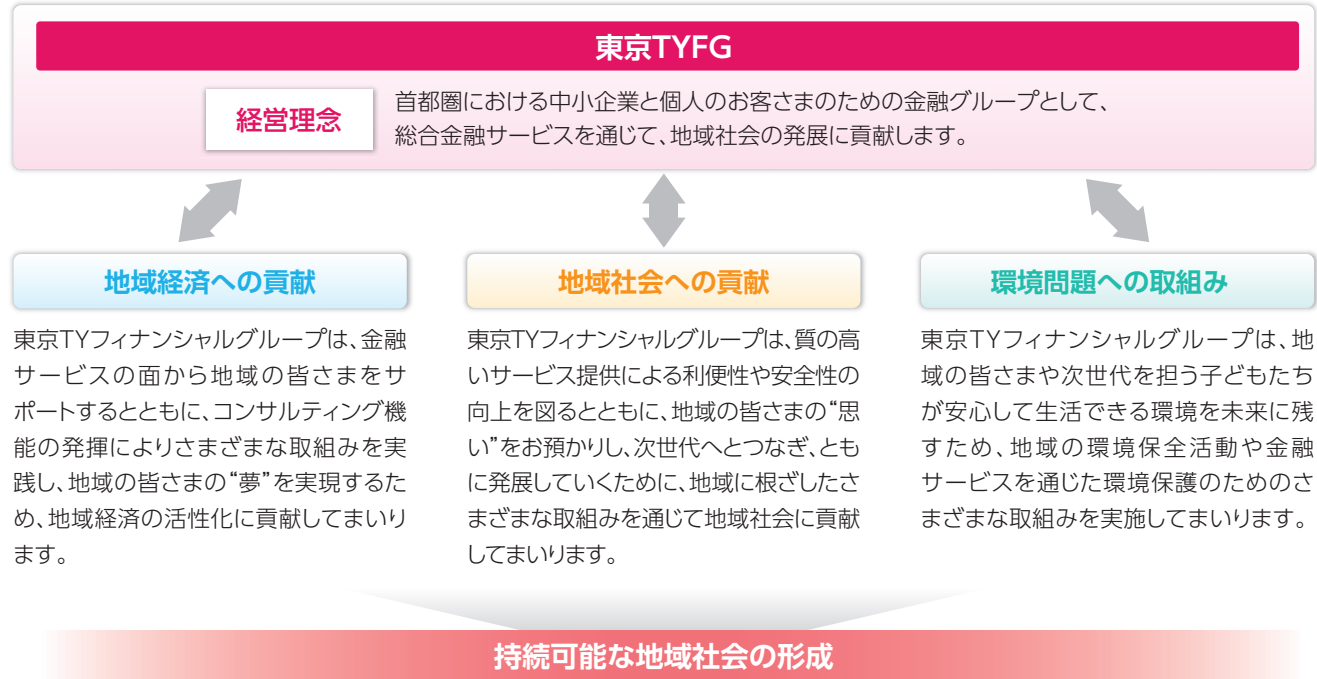 東京TYFG
経営理念
首都圏における中小企業と個人のお客さまのための金融グループとして、
総合金融サービスを通じて、地域社会の発展に貢献します。
地域経済への貢献
東京TYフィナンシャルグループは、金融
サービスの面から地域の皆さまをサ
ポートするとともに、コンサルティング機
能の発揮によりさまざまな取組みを実
践し、地域の皆さまの“夢”を実現するた
め、地域経済の活性化に貢献してまいり
ます。
地域社会への貢献
東京TYフィナンシャルグループは、質の高
いサービス提供による利便性や安全性の
向上を図るとともに、地域の皆さまの“思
い”をお預かりし、次世代へとつなぎ、とも
に発展していくために、地域に根ざしたさ
まざまな取組みを通じて地域社会に貢献
してまいります。
環境問題への取組み
東京TYフィナンシャルグループは、地
域の皆さまや次世代を担う子どもたち
が安心して生活できる環境を未来に残
すため、地域の環境保全活動や金融
サービスを通じた環境保護のためのさ
まざまな取組みを実施してまいります。
持続可能な地域社会の形成